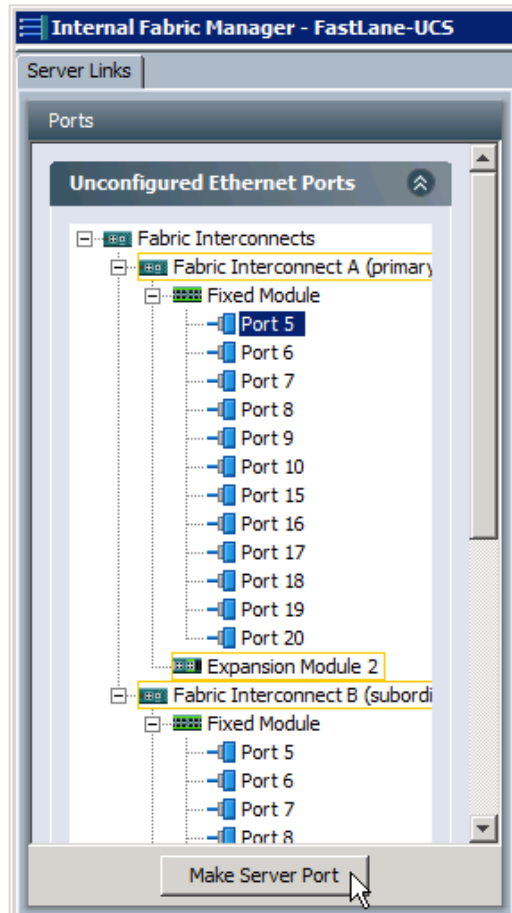 Internal Fabric Manager - FastLane-UCS
Server Links
Ports
Unconfigured Ethernet Ports
Fabric Interconnects
Fabric Interconnect A (primary
Fixed Module
Port 5
Port 6
Port 7
Port 8
Port 9
Port 10
Port 15
Port 16
Port 17
Port 18
Port 19
Port 20
Expansion Module 2
Fabric Interconnect B (subordi
Fixed Module
Port 5
Port 6
Port 7
Port 8
Make Server Port